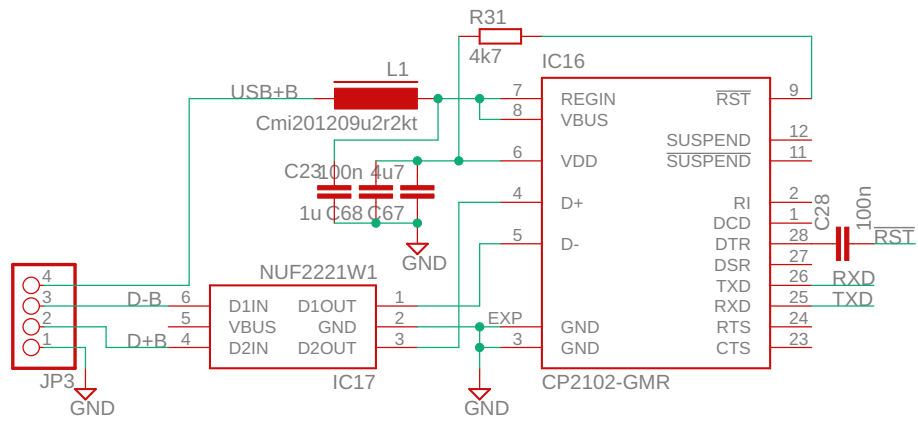 R31
4k7
IC16
L1
USB+B
Cmi201209u2r2kt
7 REGIN
8 VBUS
6 VDD
4 D+
5 D-
EXP GND
3 GND
RST 9
SUSPEND 12
SUSPEND 11
RI 2
DCD 1
DTR 28
DSR 27
TXD 26 RXD
RXD 25 TXD
RTS 24
CTS 23
C28
100n
RST
CP2102-GMR
C23 100n 4u7
1u C68 C67
GND
NUF2221W1
D-B 6 D1IN D1OUT 1
5 VBUS GND 2
D+B 4 D2IN D2OUT 3
IC17
4
3
2
1
JP3
GND
GND